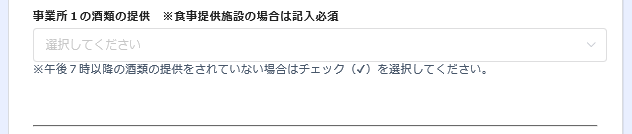 事業所１の酒類の提供　※食事提供施設の場合は記入必須
選択してください
※午後７時以降の酒類の提供をされていない場合はチェック（✓）を選択してください。